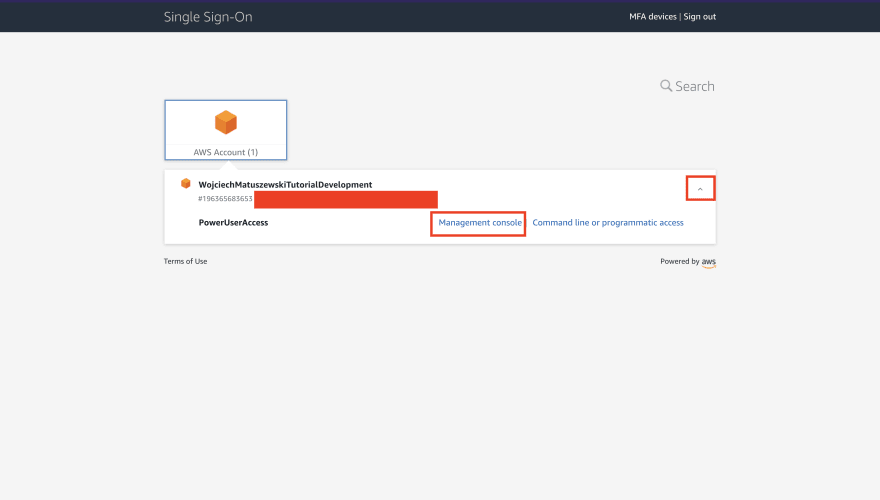 Single Sign-On
MFA devices | Sign out
Search
AWS Account (1)
WojciechMatuszewskiTutorialDevelopment
#196365683653
PowerUserAccess
Management console
Command line or programmatic access
Terms of Use
Powered by aws